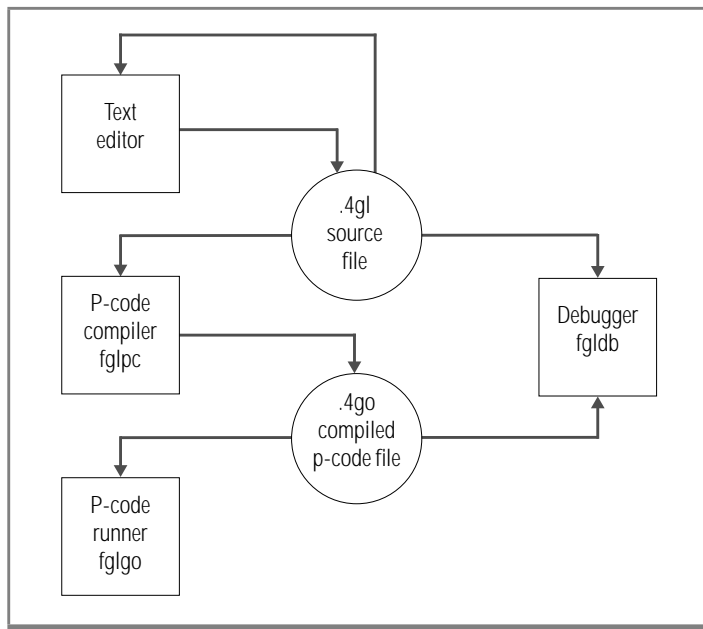 Text
editor
.4gl
source
file
P-code
compiler
fglpc
Debugger
fgldb
.4go
compiled
p-code file
P-code
runner
fglgo